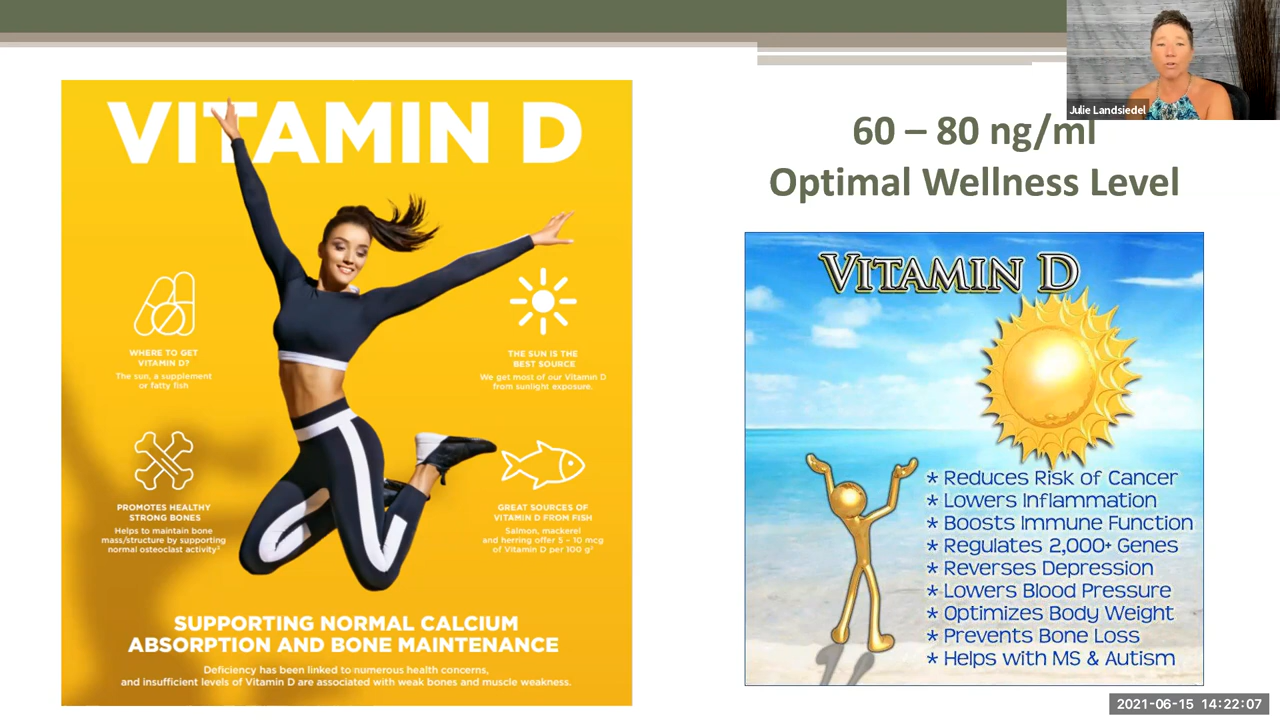 VITAMIN D
WHERE TO GET
VITAMIN D?
The sun, a supplement
or fatty fish
THE SUN IS THE
BEST SOURCE
We get most of our Vitamin D
from sunlight exposure.
PROMOTES HEALTHY
STRONG BONES
Helps to maintain bone
mass/structure by supporting
normal osteoclast activity¹
GREAT SOURCES OF
VITAMIN D FROM FISH
Salmon, mackerel
and herring offer 5 – 10 mcg
of Vitamin D per 100 g²
SUPPORTING NORMAL CALCIUM
ABSORPTION AND BONE MAINTENANCE
Deficiency has been linked to numerous health concerns,
and insufficient levels of Vitamin D are associated with weak bones and muscle weakness.
Julie Landsiedel
60 – 80 ng/ml
Optimal Wellness Level
VITAMIN D
* Reduces Risk of Cancer
* Lowers Inflammation
* Boosts Immune Function
* Regulates 2,000+ Genes
* Reverses Depression
* Lowers Blood Pressure
* Optimizes Body Weight
* Prevents Bone Loss
* Helps with MS & Autism
2021-06-15 14:22:07